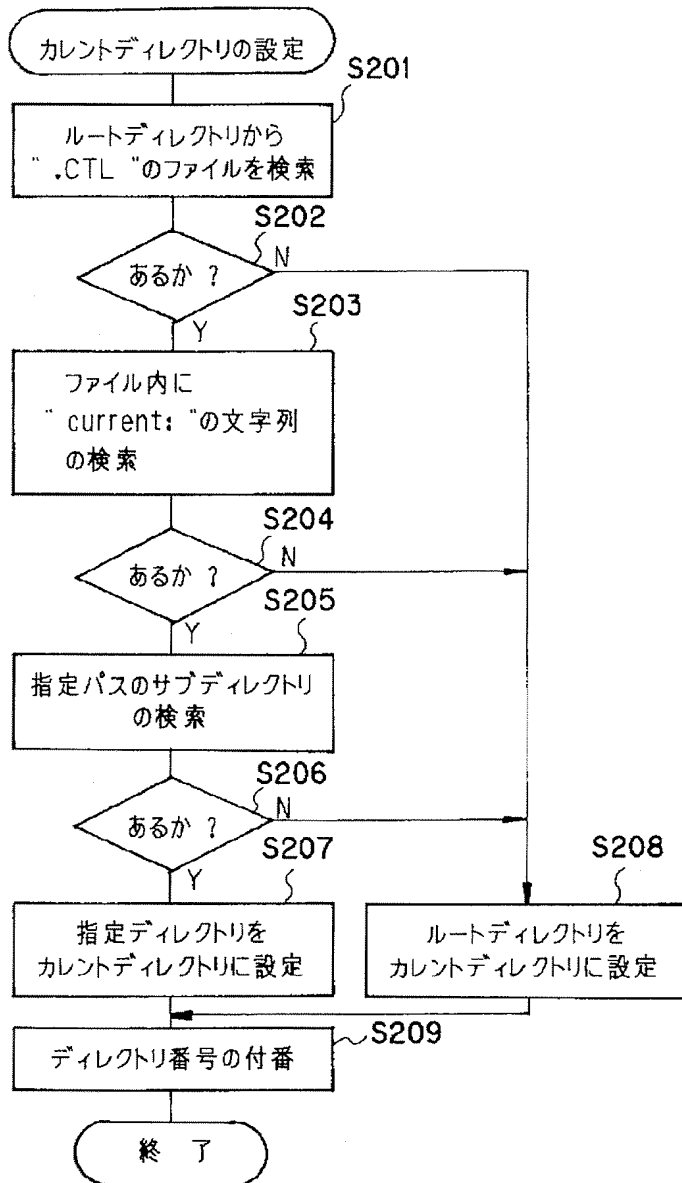 カレントディレクトリの設定
S201
ルートディレクトリから
" .CTL "のファイルを検索
S202
あるか ?
N
Y
S203
ファイル内に
" current: "の文字列
の検索
S204
あるか ?
N
Y
S205
指定パスのサブディレクトリ
の検索
S206
あるか ?
N
Y
S207
指定ディレクトリを
カレントディレクトリに設定
S208
ルートディレクトリを
カレントディレクトリに設定
S209
ディレクトリ番号の付番
終 了